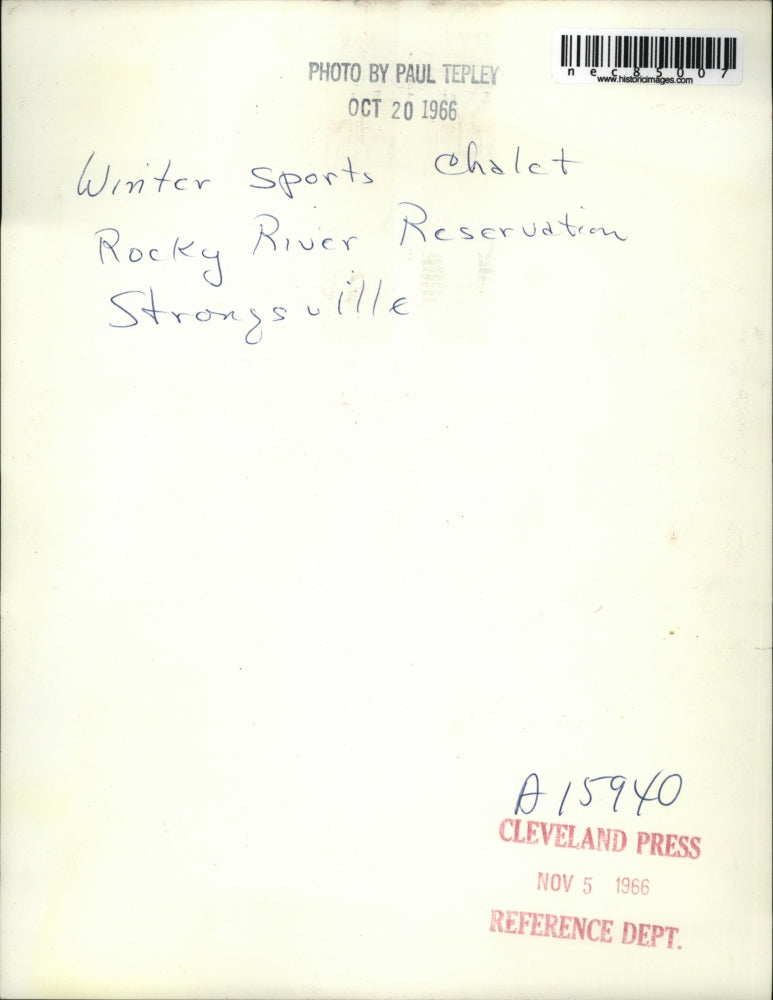 nec85007
www.historicimages.com
PHOTO BY PAUL TEPLEY
OCT 20 1966
Winter Sports Chalet
Rocky River Reservation
Strongsville
A15940
CLEVELAND PRESS
NOV 5 1966
REFERENCE DEPT.